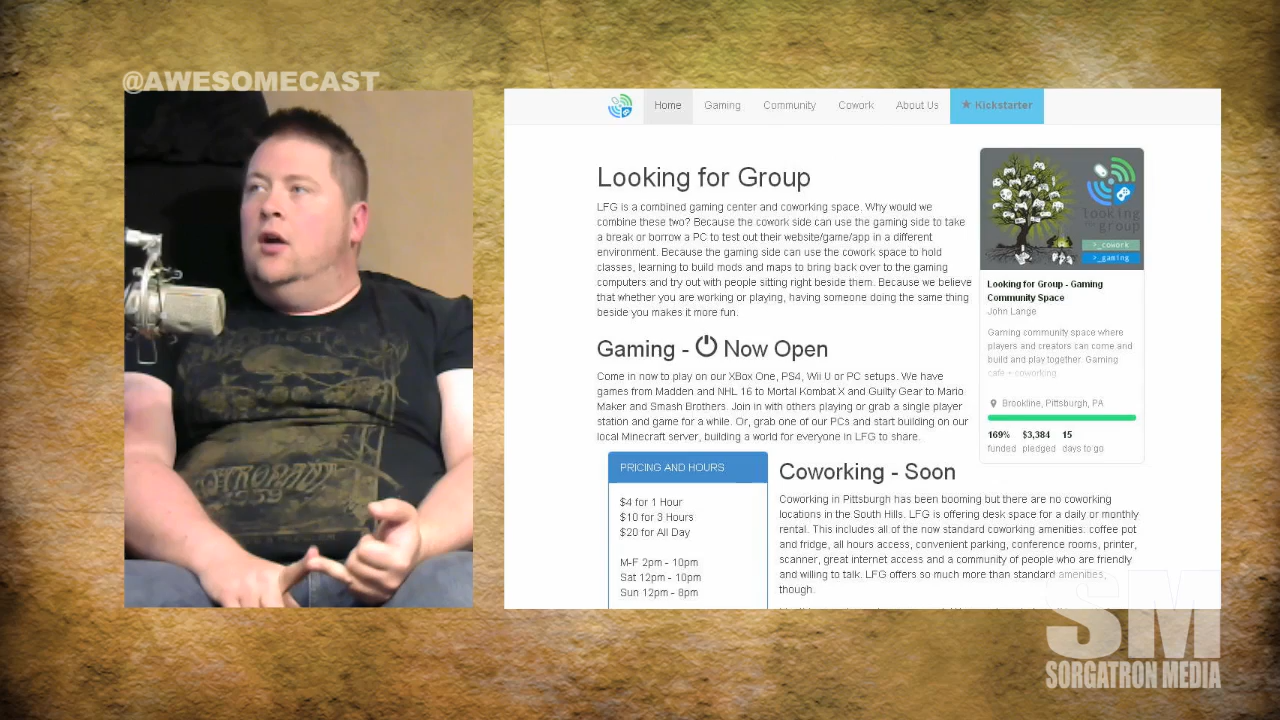 @AWESOMECAST
Home Gaming Community Cowork About Us ★ Kickstarter
Looking for Group
LFG is a combined gaming center and coworking space. Why would we
combine these two? Because the cowork side can use the gaming side to take
a break or borrow a PC to test out their website/game/app in a different
environment. Because the gaming side can use the cowork space to hold
classes, learning to build mods and maps to bring back over to the gaming
computers and try out with people sitting right beside them. Because we believe
that whether you are working or playing, having someone doing the same thing
beside you makes it more fun.
looking
group
>_cowork
>_gaming
Looking for Group - Gaming
Community Space
John Lange
Gaming community space where
players and creators can come and
build and play together. Gaming
cafe + coworking.
Brookline, Pittsburgh, PA
169% $3,384 15
funded pledged days to go
Gaming - Now Open
Come in now to play on our XBox One, PS4, Wii U or PC setups. We have
games from Madden and NHL 16 to Mortal Kombat X and Guilty Gear to Mario
Maker and Smash Brothers. Join in with others playing or grab a single player
station and game for a while. Or, grab one of our PCs and start building on our
local Minecraft server, building a world for everyone in LFG to share.
PRICING AND HOURS
$4 for 1 Hour
$10 for 3 Hours
$20 for All Day
M-F 2pm - 10pm
Sat 12pm - 10pm
Sun 12pm - 8pm
Coworking - Soon
Coworking in Pittsburgh has been booming but there are no coworking
locations in the South Hills. LFG is offering desk space for a daily or monthly
rental. This includes all of the now standard coworking amenities: coffee pot
and fridge, all hours access, convenient parking, conference rooms, printer,
scanner, great internet access and a community of people who are friendly
and willing to talk. LFG offers so much more than standard amenities,
though.
SM
SORGATRON MEDIA